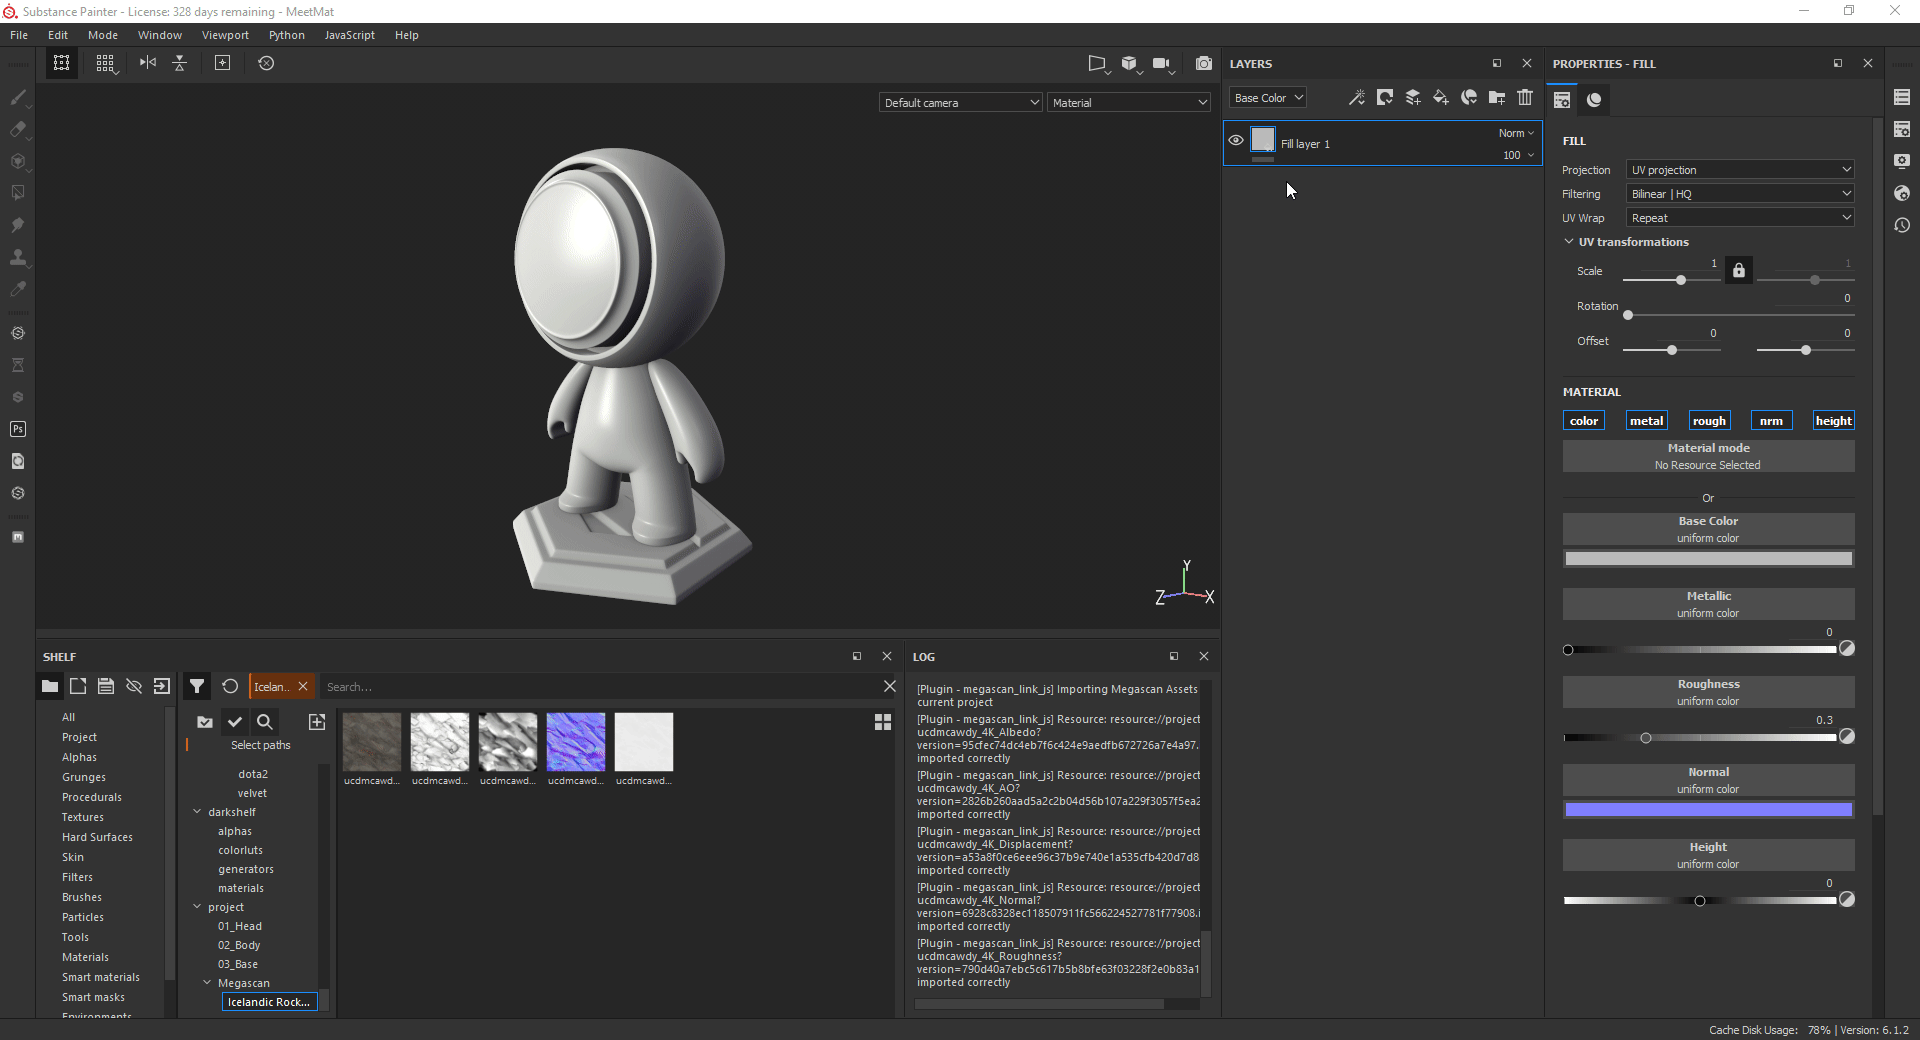 Substance Painter - License: 328 days remaining - MeetMat
File Edit Mode Window Viewport Python JavaScript Help
Default camera
Material
Y
Z
X
LAYERS
Base Color
Fill layer 1
Norm
100
PROPERTIES - FILL
FILL
Projection UV projection
Filtering Bilinear | HQ
UV Wrap Repeat
UV transformations
Scale 1 1
Rotation 0
Offset 0 0
MATERIAL
color metal rough nrm height
Material mode
No Resource Selected
Or
Base Color
uniform color
Metallic
uniform color
0
Roughness
uniform color
0.3
Normal
uniform color
Height
uniform color
0
Ps
SHELF
Icelan..
Search...
All
Project
Alphas
Grunges
Procedurals
Textures
Hard Surfaces
Skin
Filters
Brushes
Particles
Tools
Materials
Smart materials
Smart masks
Environments
Select paths
dota2
velvet
darkshelf
alphas
colorluts
generators
materials
project
01_Head
02_Body
03_Base
Megascan
Icelandic Rock...
ucdmcawd... ucdmcawd... ucdmcawd... ucdmcawd... ucdmcawd...
LOG
[Plugin - megascan_link_js] Importing Megascan Assets
current project
[Plugin - megascan_link_js] Resource: resource://project
ucdmcawdy_4K_Albedo?
version=95cfec74dc4eb7f6c424e9aedfb672726a7e4a97.
imported correctly
[Plugin - megascan_link_js] Resource: resource://project
ucdmcawdy_4K_AO?
version=2826b260aad5a2c2b04d56b107a229f3057f5ea2
imported correctly
[Plugin - megascan_link_js] Resource: resource://project
ucdmcawdy_4K_Displacement?
version=a53a8f0ce6eee96c37b9e740e1a535cfb420d7d8
imported correctly
[Plugin - megascan_link_js] Resource: resource://project
ucdmcawdy_4K_Normal?
version=6928c8328ec118507911fc566224527781f77908.i
imported correctly
[Plugin - megascan_link_js] Resource: resource://project
ucdmcawdy_4K_Roughness?
version=790d40a7ebc5c617b5b8bfe63f03228f2e0b83a1
imported correctly
Cache Disk Usage: 78% | Version: 6.1.2